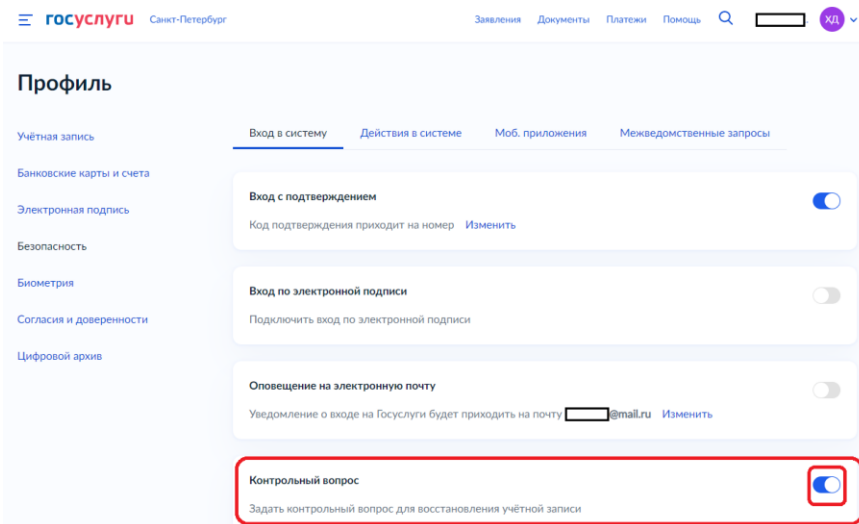 госуслуги Санкт-Петербург Заявления Документы Платежи Помощь ХД
Профиль
Учётная запись
Банковские карты и счета
Электронная подпись
Безопасность
Биометрия
Согласия и доверенности
Цифровой архив
Вход в систему Действия в системе Моб. приложения Межведомственные запросы
Вход с подтверждением
Код подтверждения приходит на номер Изменить
Вход по электронной подписи
Подключить вход по электронной подписи
Оповещение на электронную почту
Уведомление о входе на Госуслуги будет приходить на почту @mail.ru Изменить
Контрольный вопрос
Задать контрольный вопрос для восстановления учётной записи